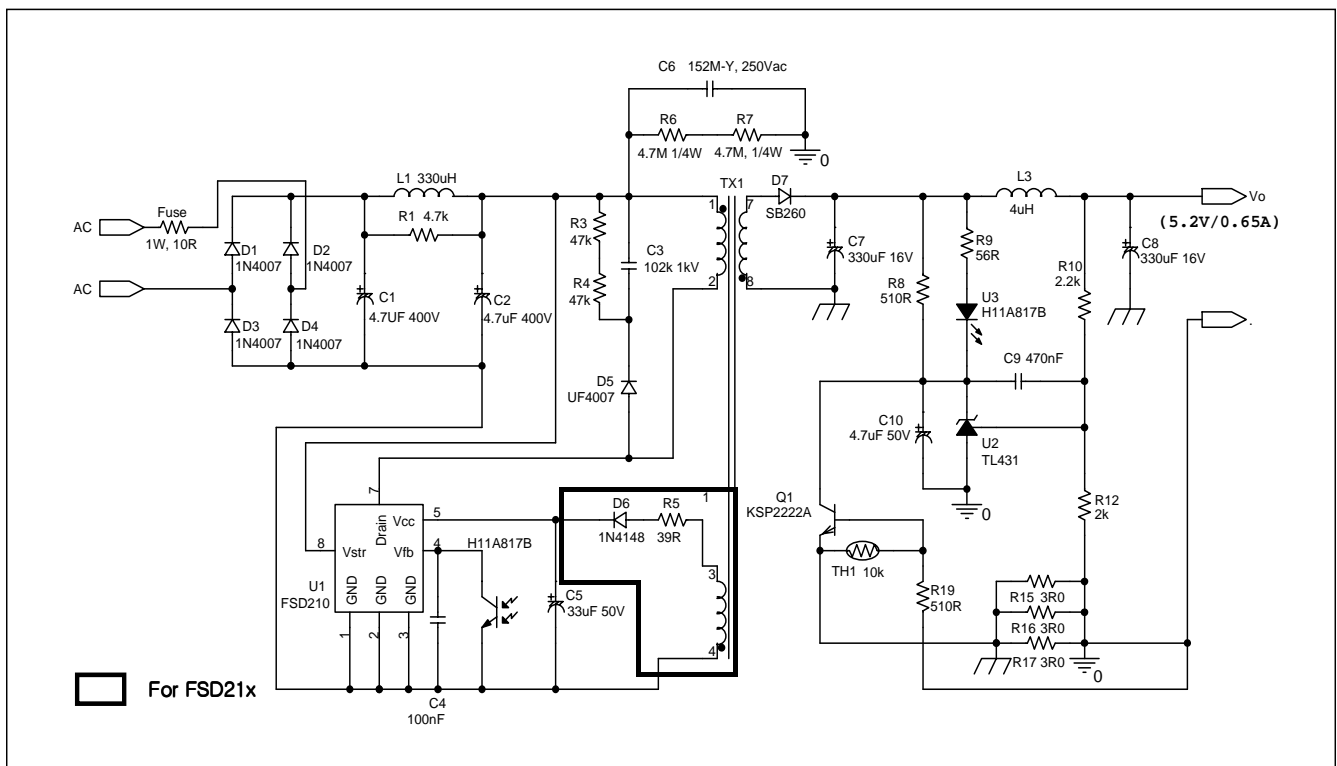 C6 152M-Y, 250Vac
R6 R7
4.7M 1/4W 4.7M, 1/4W
0
L1 330uH
R1 4.7k
Fuse
1W, 10R
AC
AC
D1
1N4007
D2
1N4007
D3
1N4007
D4
1N4007
C1
4.7UF 400V
C2
4.7uF 400V
R3
47k
R4
47k
C3
102k 1kV
D5
UF4007
TX1
1
2
7
8
D7
SB260
C7
330uF 16V
R8
510R
R9
56R
U3
H11A817B
L3
4uH
R10
2.2k
C8
330uF 16V
Vo
(5.2V/0.65A)
.
C9 470nF
C10
4.7uF 50V
U2
TL431
0
R12
2k
Q1
KSP2222A
TH1 10k
R19
510R
R15 3R0
R16 3R0
R17 3R0
0
7
Drain
Vcc
5
8
Vstr
Vfb
4
H11A817B
U1
FSD210
GND
GND
GND
1
2
3
C4
100nF
C5
33uF 50V
D6
1N4148
R5
39R
1
3
4
For FSD21x